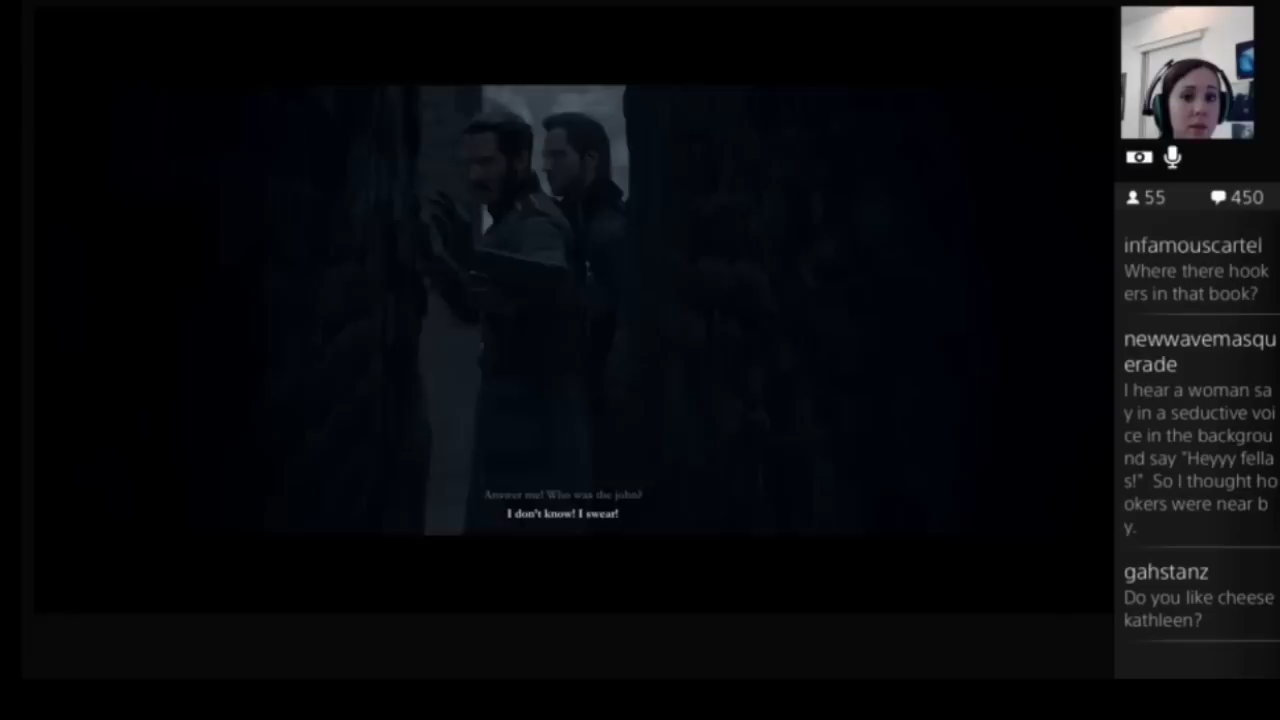 55
450
infamouscartel
Where there hook
ers in that book?
newwavemasqu
erade
I hear a woman sa
y in a seductive voi
ce in the backgrou
nd say "Heyyy fella
s!" So I thought ho
okers were near b
y.
gahstanz
Do you like cheese
kathleen?
Answer me! Who was the john?
I don't know! I swear!